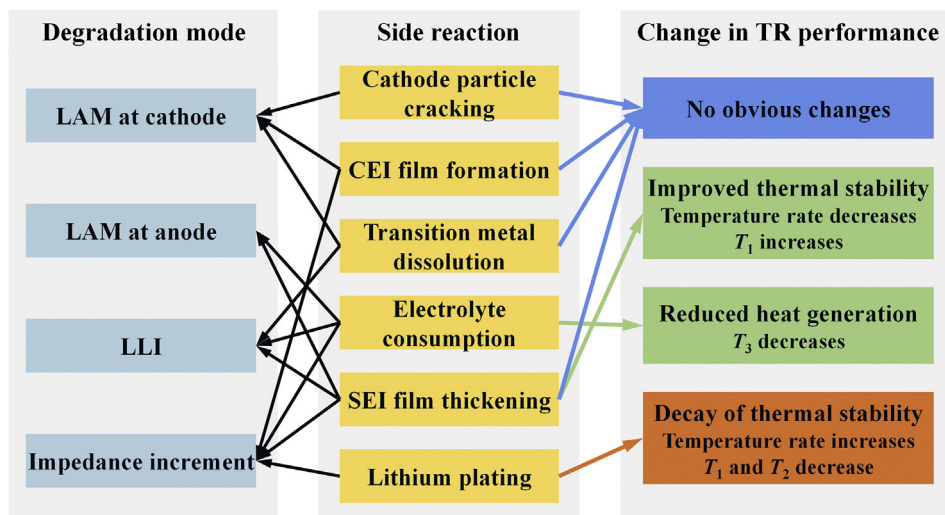 Degradation mode
LAM at cathode
LAM at anode
LLI
Impedance increment
Side reaction
Cathode particle
cracking
CEI film formation
Transition metal
dissolution
Electrolyte
consumption
SEI film thickening
Lithium plating
Change in TR performance
No obvious changes
Improved thermal stability
Temperature rate decreases
T₁ increases
Reduced heat generation
T₃ decreases
Decay of thermal stability
Temperature rate increases
T₁ and T₂ decrease